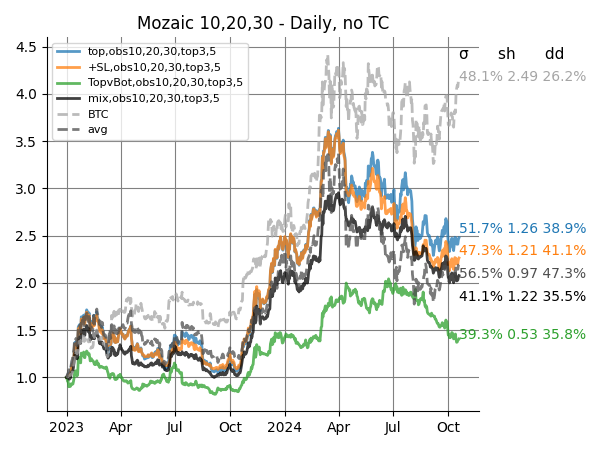 Mozaic 10,20,30 - Daily, no TC
σ sh dd
top,obs10,20,30,top3,5
+SL,obs10,20,30,top3,5
TopvBot,obs10,20,30,top3,5
mix,obs10,20,30,top3,5
BTC
avg
48.1% 2.49 26.2%
51.7% 1.26 38.9%
47.3% 1.21 41.1%
56.5% 0.97 47.3%
41.1% 1.22 35.5%
39.3% 0.53 35.8%
4.5
4.0
3.5
3.0
2.5
2.0
1.5
1.0
2023 Apr Jul Oct 2024 Apr Jul Oct